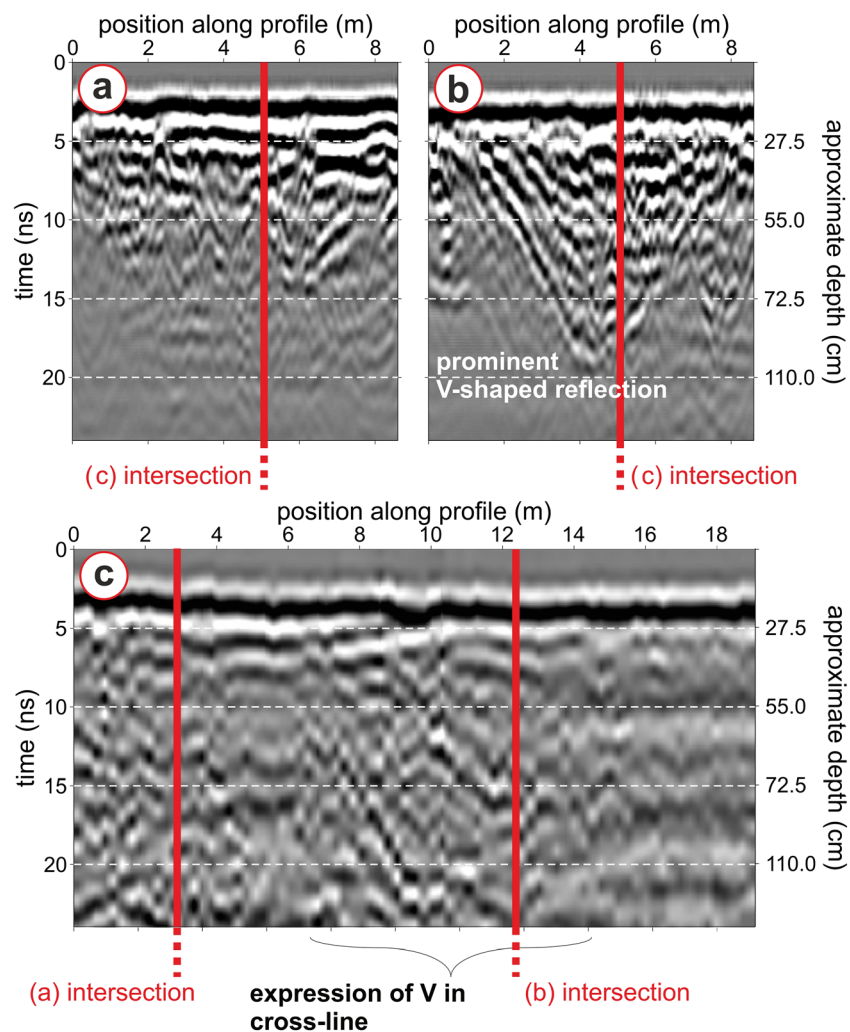 position along profile (m)
0 2 4 6 8
a
0
5
10
15
20
time (ns)
(c) intersection
position along profile (m)
0 2 4 6 8
b
27.5
55.0
72.5
110.0
approximate depth (cm)
prominent
V-shaped reflection
(c) intersection
position along profile (m)
0 2 4 6 8 10 12 14 16 18
c
0
5
10
15
20
time (ns)
27.5
55.0
72.5
110.0
approximate depth (cm)
(a) intersection
expression of V in
cross-line
(b) intersection